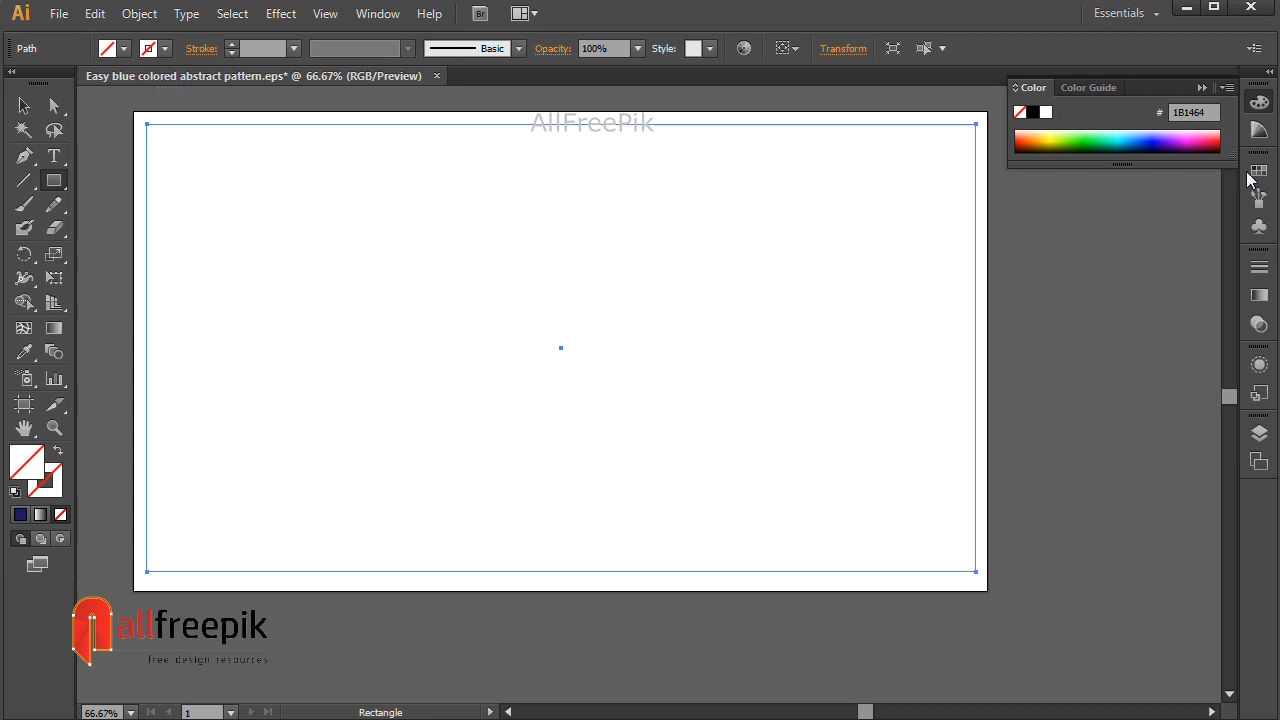 Ai File Edit Object Type Select Effect View Window Help Br Essentials
Path Stroke: Basic Opacity: 100% Style: Transform
Easy blue colored abstract pattern.eps* @ 66.67% (RGB/Preview) ×
Color Color Guide
# 1B1464
AllFreePik
T
allfreepik
free design resources
66.67% 1 Rectangle